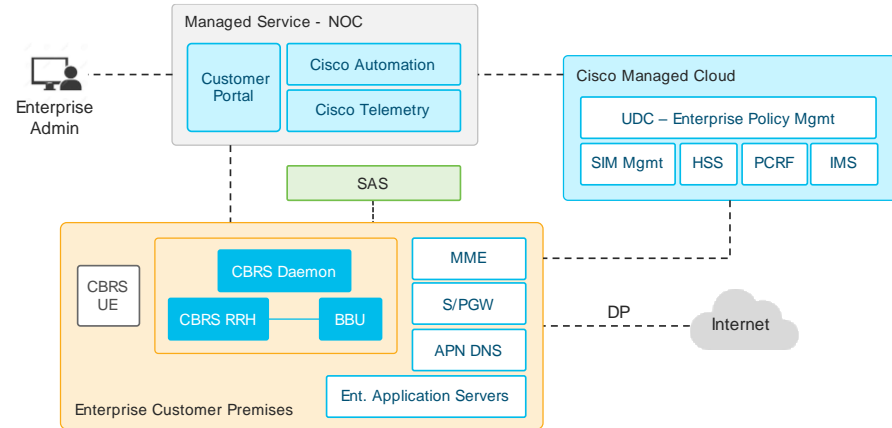 Managed Service - NOC
Customer
Portal
Cisco Automation
Cisco Telemetry
Enterprise
Admin
Cisco Managed Cloud
UDC – Enterprise Policy Mgmt
SIM Mgmt
HSS
PCRF
IMS
SAS
CBRS
UE
CBRS Daemon
CBRS RRH
BBU
MME
S/PGW
APN DNS
Ent. Application Servers
Enterprise Customer Premises
DP
Internet